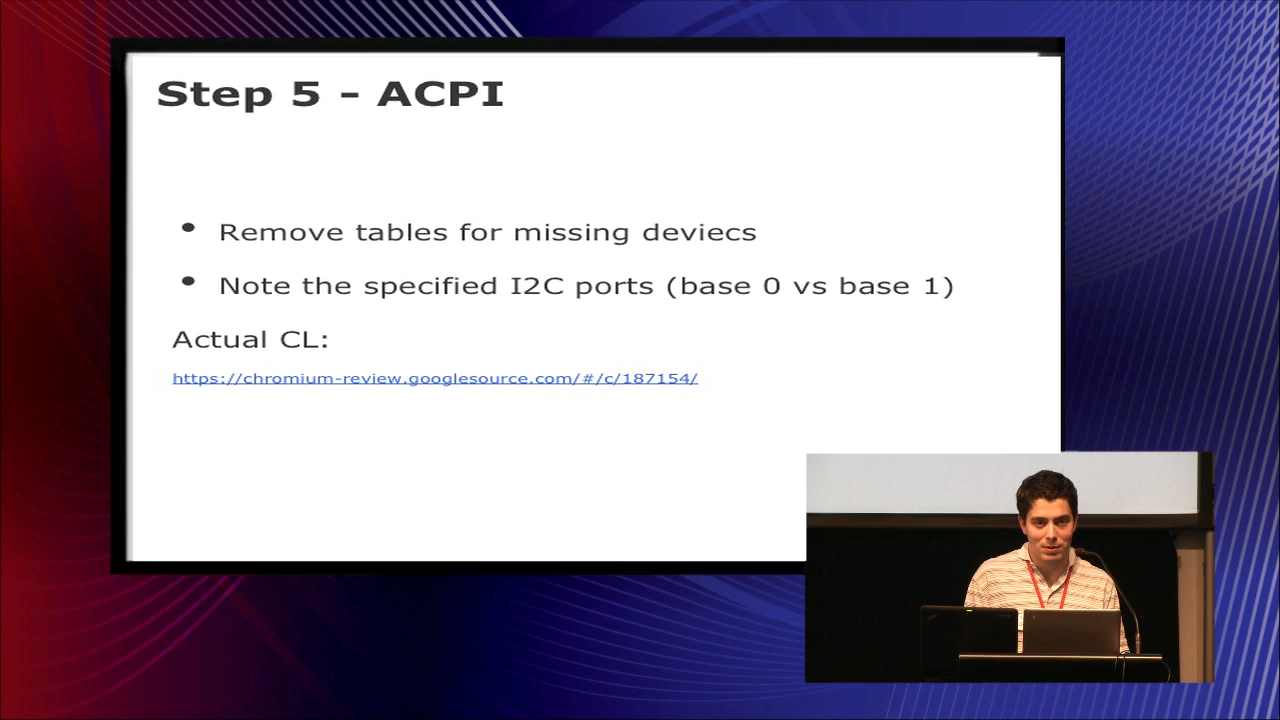 Step 5 - ACPI
• Remove tables for missing deviecs
• Note the specified I2C ports (base 0 vs base 1)
Actual CL:
https://chromium-review.googlesource.com/#/c/187154/